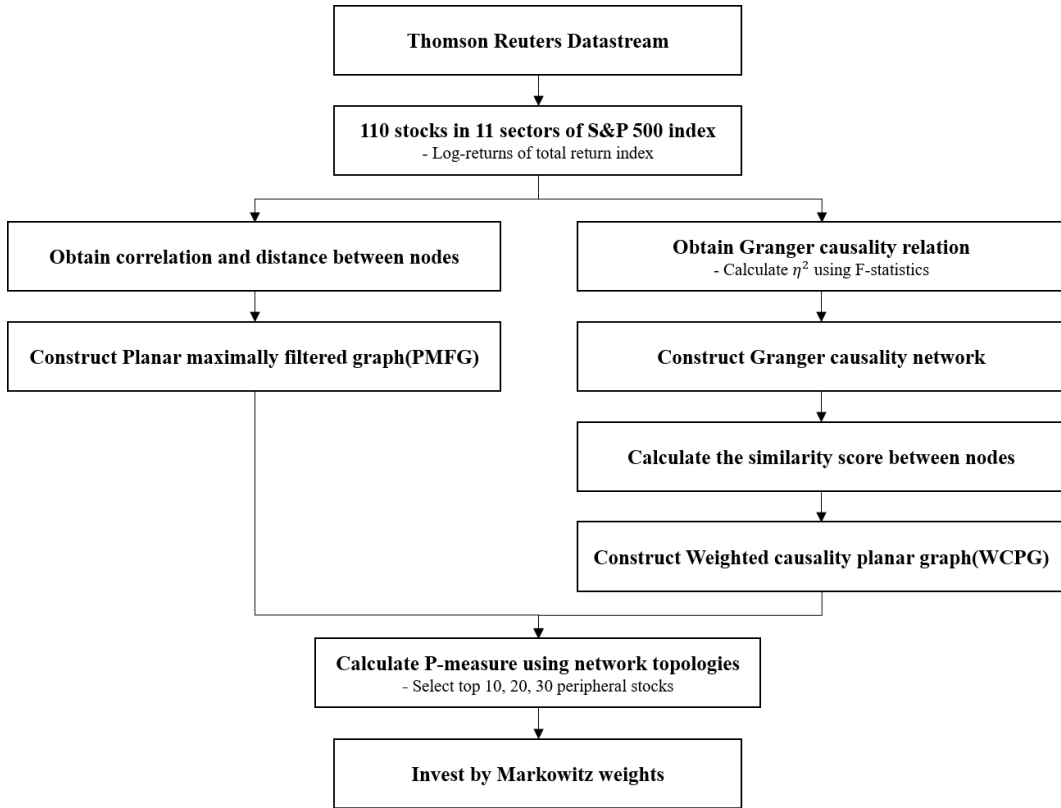 Thomson Reuters Datastream
110 stocks in 11 sectors of S&P 500 index
- Log-returns of total return index
Obtain correlation and distance between nodes
Construct Planar maximally filtered graph(PMFG)
Obtain Granger causality relation
- Calculate η² using F-statistics
Construct Granger causality network
Calculate the similarity score between nodes
Construct Weighted causality planar graph(WCPG)
Calculate P-measure using network topologies
- Select top 10, 20, 30 peripheral stocks
Invest by Markowitz weights